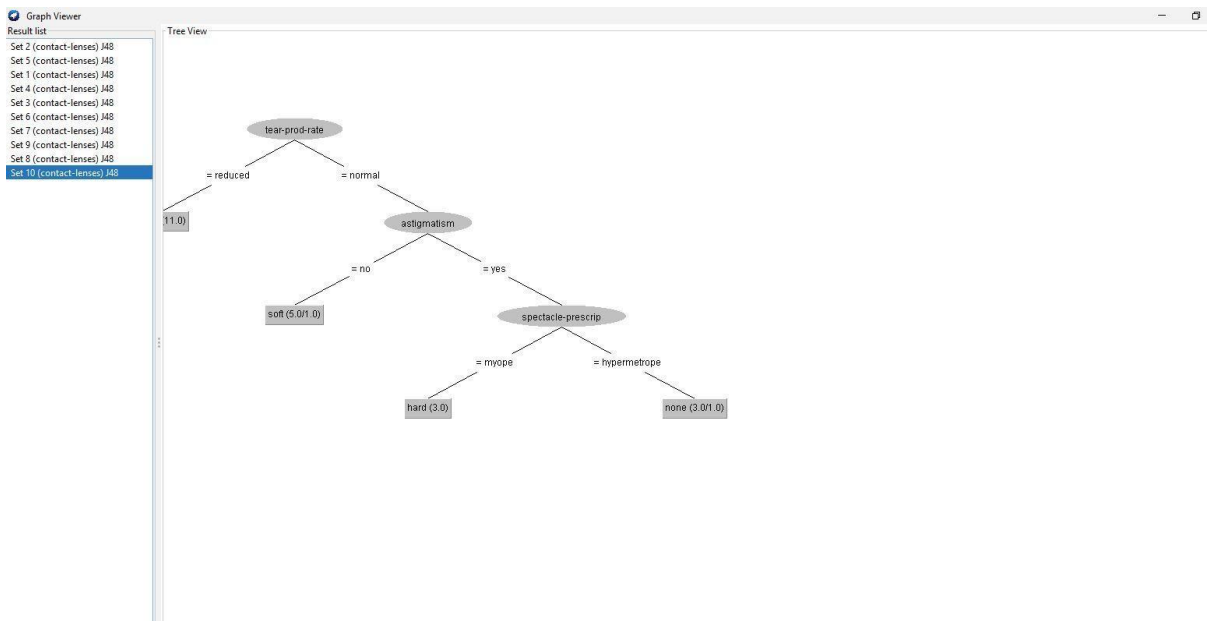 Graph Viewer
Result list
Set 2 (contact-lenses) J48
Set 5 (contact-lenses) J48
Set 1 (contact-lenses) J48
Set 4 (contact-lenses) J48
Set 3 (contact-lenses) J48
Set 6 (contact-lenses) J48
Set 7 (contact-lenses) J48
Set 9 (contact-lenses) J48
Set 8 (contact-lenses) J48
Set 10 (contact-lenses) J48
Tree View
tear-prod-rate
= reduced = normal
11.0)
astigmatism
= no = yes
soft (5.0/1.0)
spectacle-prescrip
= myope = hypermetrope
hard (3.0) none (3.0/1.0)